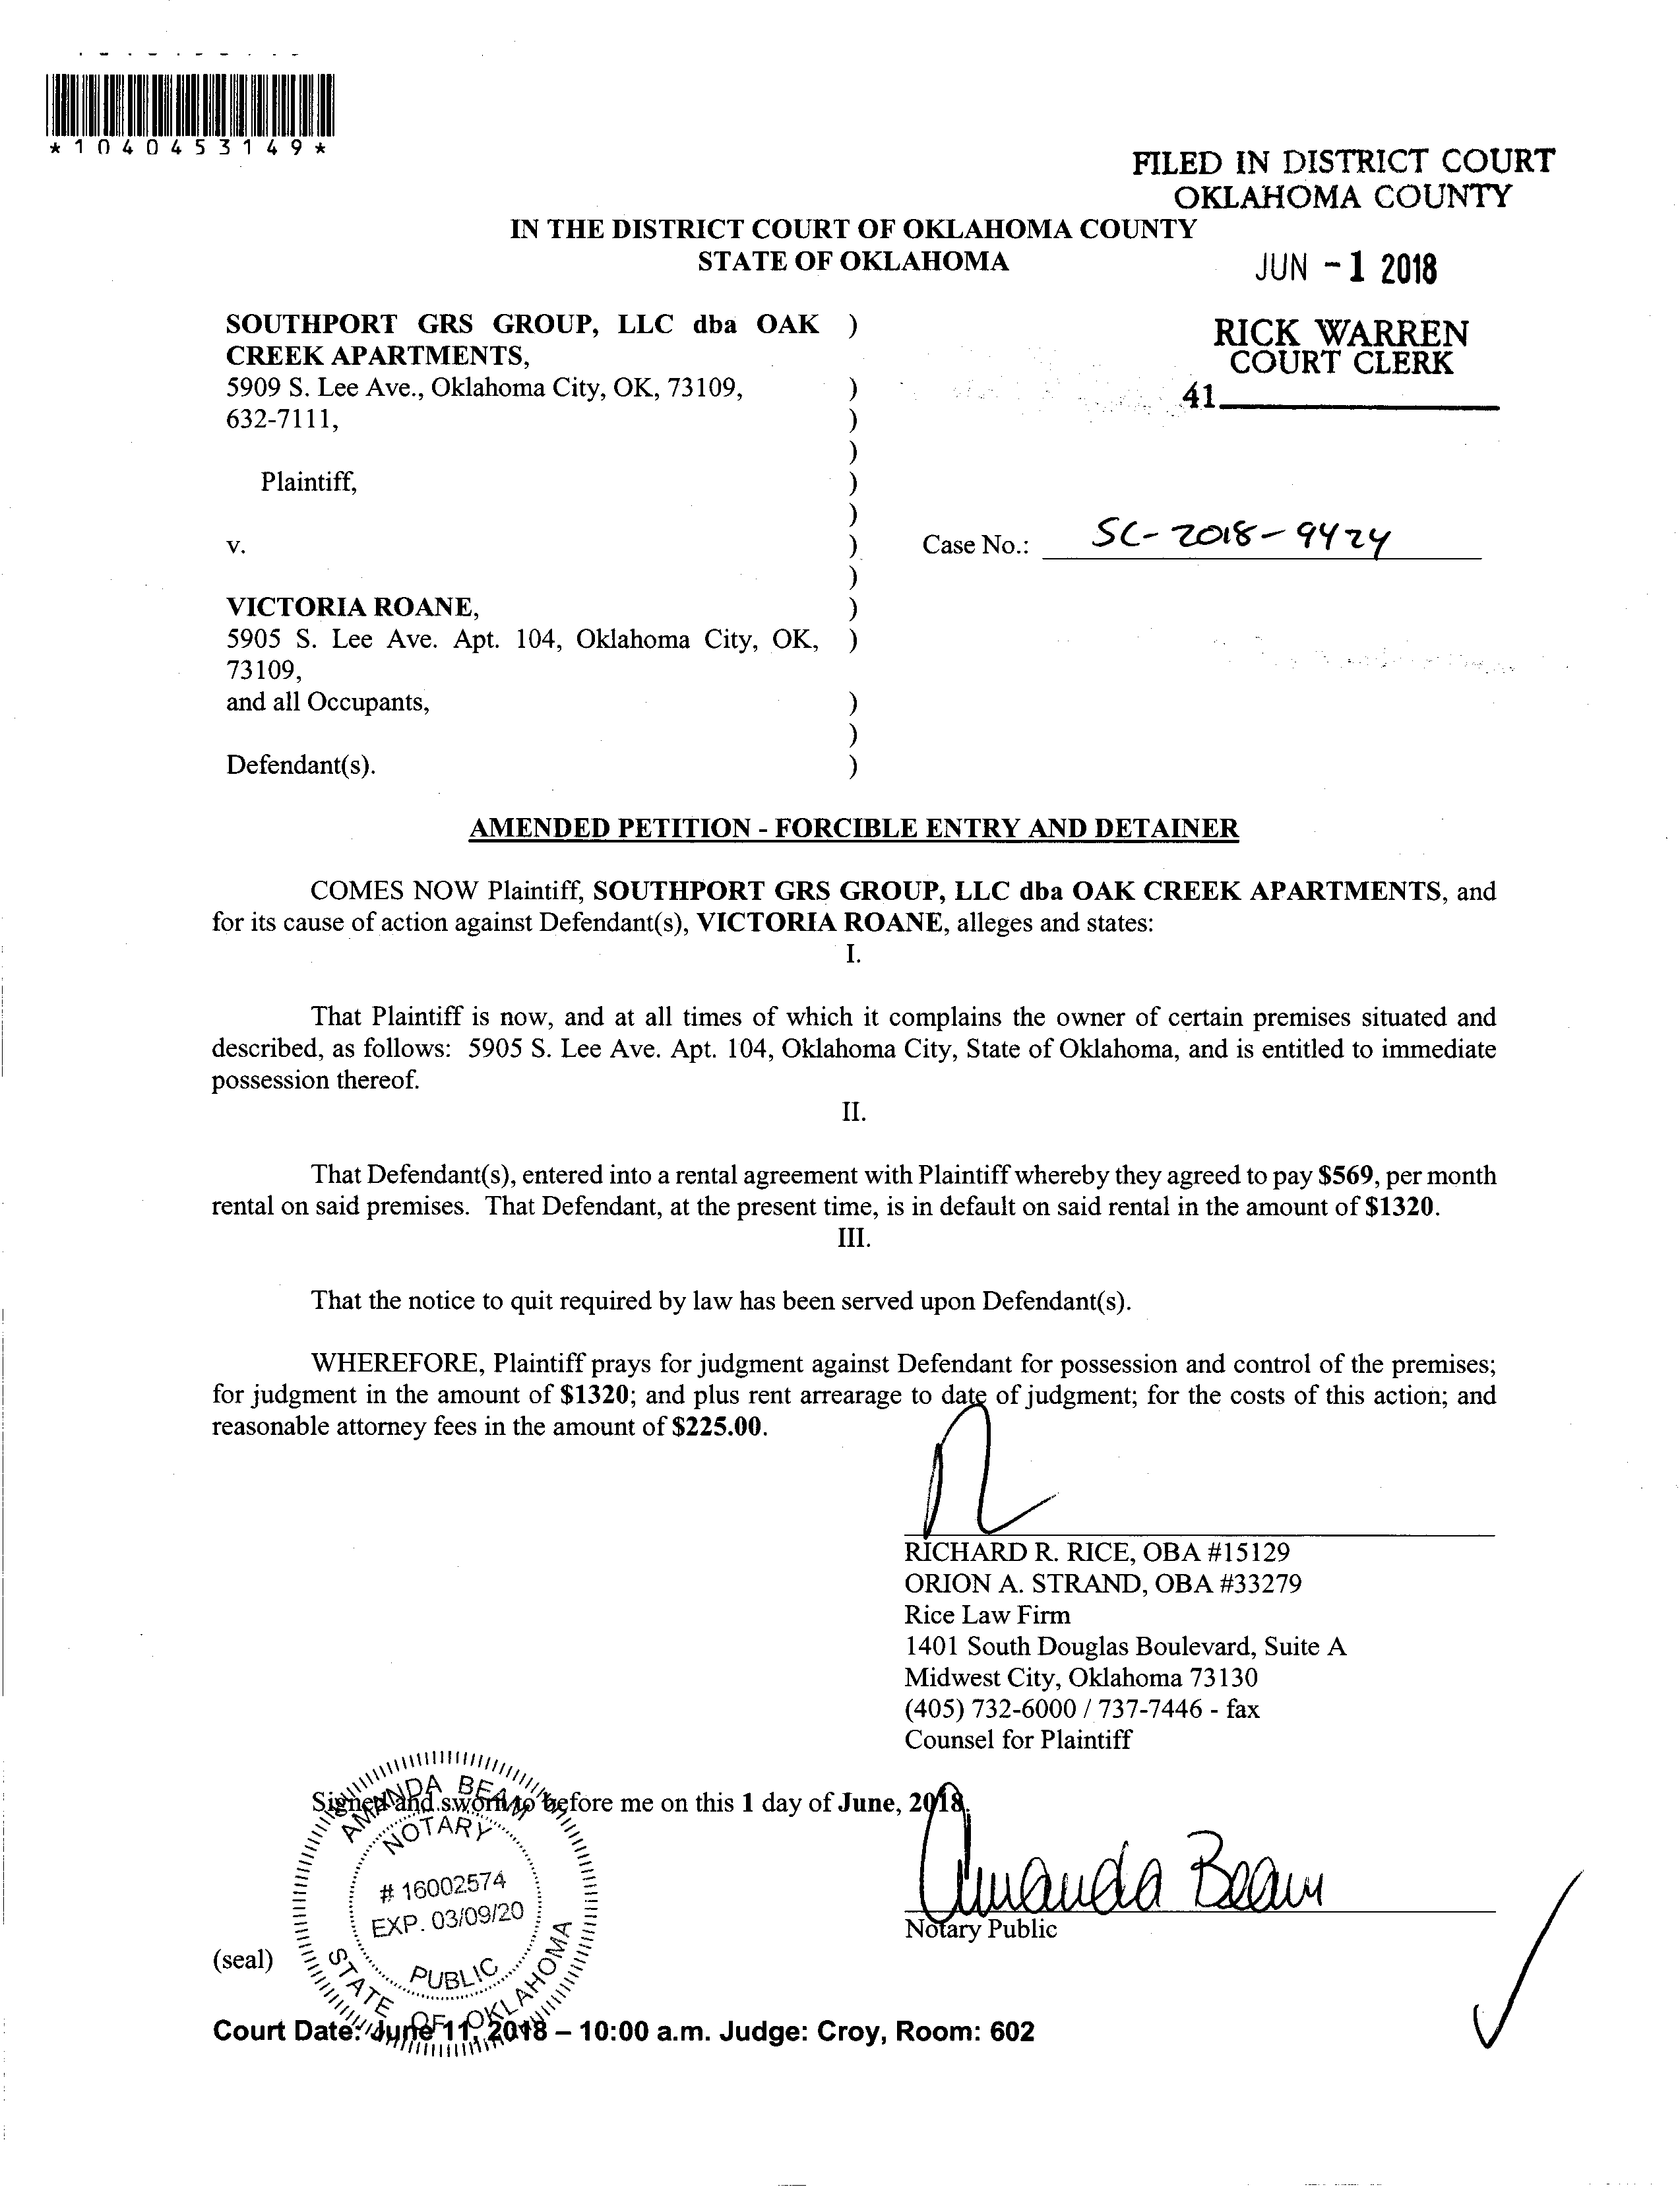 *1040453149*
FILED IN DISTRICT COURT
OKLAHOMA COUNTY
IN THE DISTRICT COURT OF OKLAHOMA COUNTY
STATE OF OKLAHOMA
JUN -1 2018
RICK WARREN
COURT CLERK
41
SOUTHPORT GRS GROUP, LLC dba OAK )
CREEK APARTMENTS,
5909 S. Lee Ave., Oklahoma City, OK, 73109, )
632-7111, )
)
Plaintiff, )
)
v. ) Case No.: SC-2018-9424
)
VICTORIA ROANE, )
5905 S. Lee Ave. Apt. 104, Oklahoma City, OK, )
73109,
and all Occupants, )
)
Defendant(s). )
AMENDED PETITION - FORCIBLE ENTRY AND DETAINER
COMES NOW Plaintiff, SOUTHPORT GRS GROUP, LLC dba OAK CREEK APARTMENTS, and
for its cause of action against Defendant(s), VICTORIA ROANE, alleges and states:
I.
That Plaintiff is now, and at all times of which it complains the owner of certain premises situated and
described, as follows: 5905 S. Lee Ave. Apt. 104, Oklahoma City, State of Oklahoma, and is entitled to immediate
possession thereof.
II.
That Defendant(s), entered into a rental agreement with Plaintiff whereby they agreed to pay $569, per month
rental on said premises. That Defendant, at the present time, is in default on said rental in the amount of $1320.
III.
That the notice to quit required by law has been served upon Defendant(s).
WHEREFORE, Plaintiff prays for judgment against Defendant for possession and control of the premises;
for judgment in the amount of $1320; and plus rent arrearage to date of judgment; for the costs of this action; and
reasonable attorney fees in the amount of $225.00.
RICHARD R. RICE, OBA #15129
ORION A. STRAND, OBA #33279
Rice Law Firm
1401 South Douglas Boulevard, Suite A
Midwest City, Oklahoma 73130
(405) 732-6000 / 737-7446 - fax
Counsel for Plaintiff
Signed and sworn to before me on this 1 day of June, 2018.
AMANDA BEAM
NOTARY
# 16002574
EXP. 03/09/20
PUBLIC
STATE OF OKLAHOMA
Amanda Beam
Notary Public
(seal)
Court Date: June 11, 2018 – 10:00 a.m. Judge: Croy, Room: 602